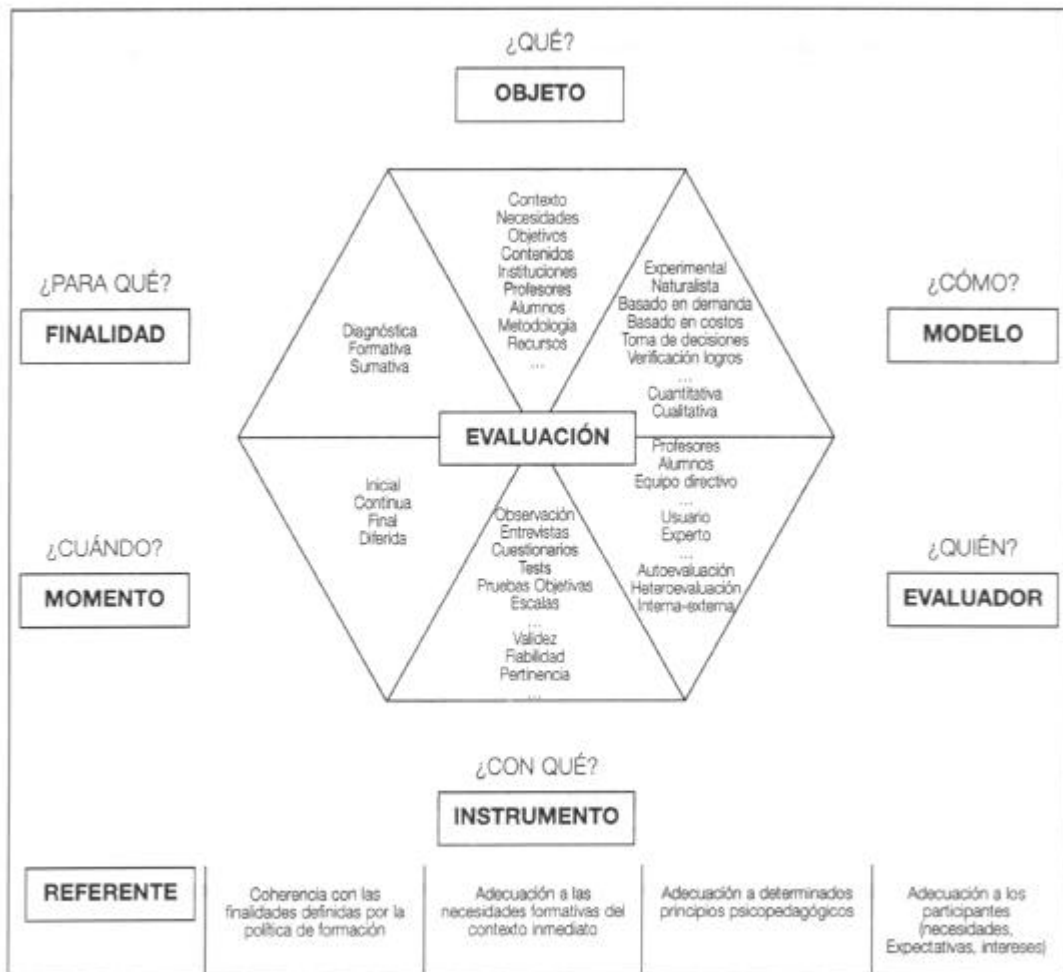 ¿QUÉ?
OBJETO
Contexto
Necesidades
Objetivos
Contenidos
Instituciones
Profesores
Alumnos
Metodología
Recursos
...
¿PARA QUÉ?
FINALIDAD
Diagnóstica
Formativa
Sumativa
Experimental
Naturalista
Basado en demanda
Basado en costos
Toma de decisiones
Verificación logros
...
Cuantitativa
Cualitativa
¿CÓMO?
MODELO
EVALUACIÓN
¿CUÁNDO?
MOMENTO
Inicial
Continua
Final
Diferida
Observación
Entrevistas
Cuestionarios
Tests
Pruebas Objetivas
Escalas
...
Validez
Fiabilidad
Pertinencia
...
Profesores
Alumnos
Equipo directivo
...
Usuario
Experto
...
Autoevaluación
Heteroevaluación
Interna-externa
¿QUIÉN?
EVALUADOR
¿CON QUÉ?
INSTRUMENTO
REFERENTE
Coherencia con las
finalidades definidas por la
política de formación
Adecuación a las
necesidades formativas del
contexto inmediato
Adecuación a determinados
principios psicopedagógicos
Adecuación a los
participantes
(necesidades,
Expectativas, intereses)